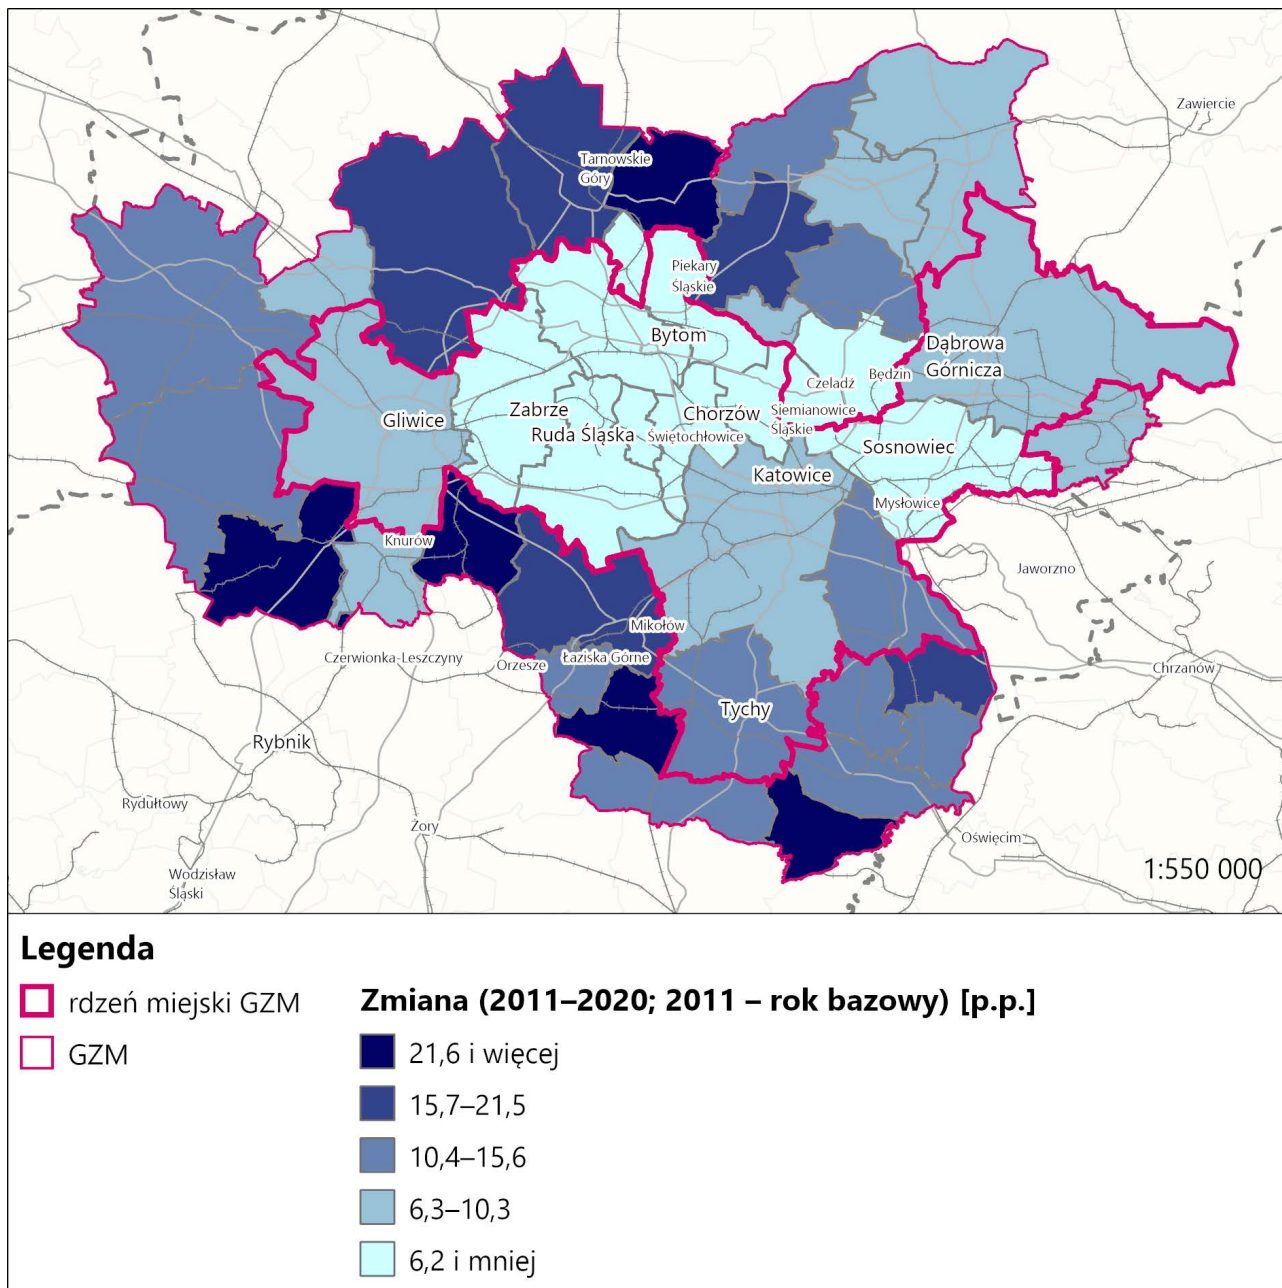 Zawiercie
Tarnowskie
Góry
Piekary
Śląskie
Bytom
Dąbrowa
Górnicza
Będzin
Czeladź
Zabrze
Chorzów
Siemianowice
Śląskie
Gliwice
Ruda Śląska
Świętochłowice
Sosnowiec
Katowice
Mysłowice
Knurów
Jaworzno
Mikołów
Czerwionka-Leszczyny
Orzesze
Łaziska Górne
Chrzanów
Tychy
Rybnik
Rydułtowy
Żory
Oświęcim
Wodzisław
Śląski
1:550 000
Legenda
rdzeń miejski GZM
GZM
Zmiana (2011–2020; 2011 – rok bazowy) [p.p.]
21,6 i więcej
15,7–21,5
10,4–15,6
6,3–10,3
6,2 i mniej